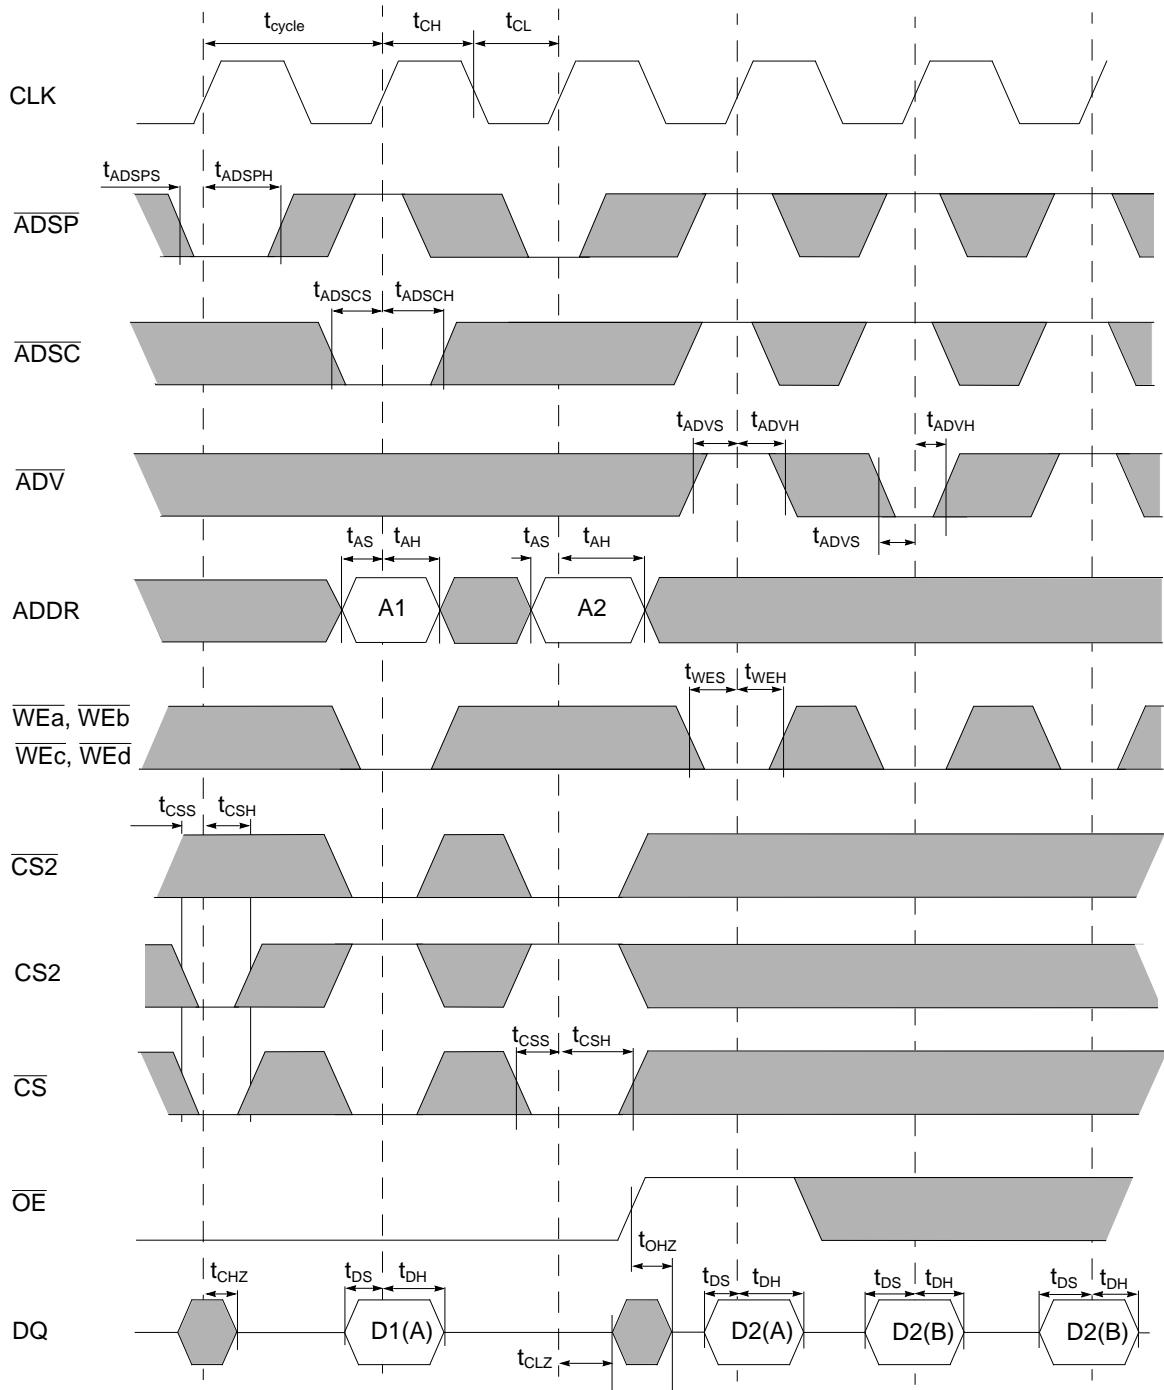 tcycle tCH tCL
CLK
tADSPS tADSPH
ADSP
tADSCS tADSCH
ADSC
tADVS tADVH tADVH
ADV
tADVS
tAS tAH tAS tAH
ADDR A1 A2
tWES tWEH
WEa, WEb
WEc, WEd
tCSS tCSH
CS2
CS2
tCSS tCSH
CS
OE
tOHZ
tCHZ tDS tDH tDS tDH tDS tDH tDS tDH
DQ D1(A) D2(A) D2(B) D2(B)
tCLZ